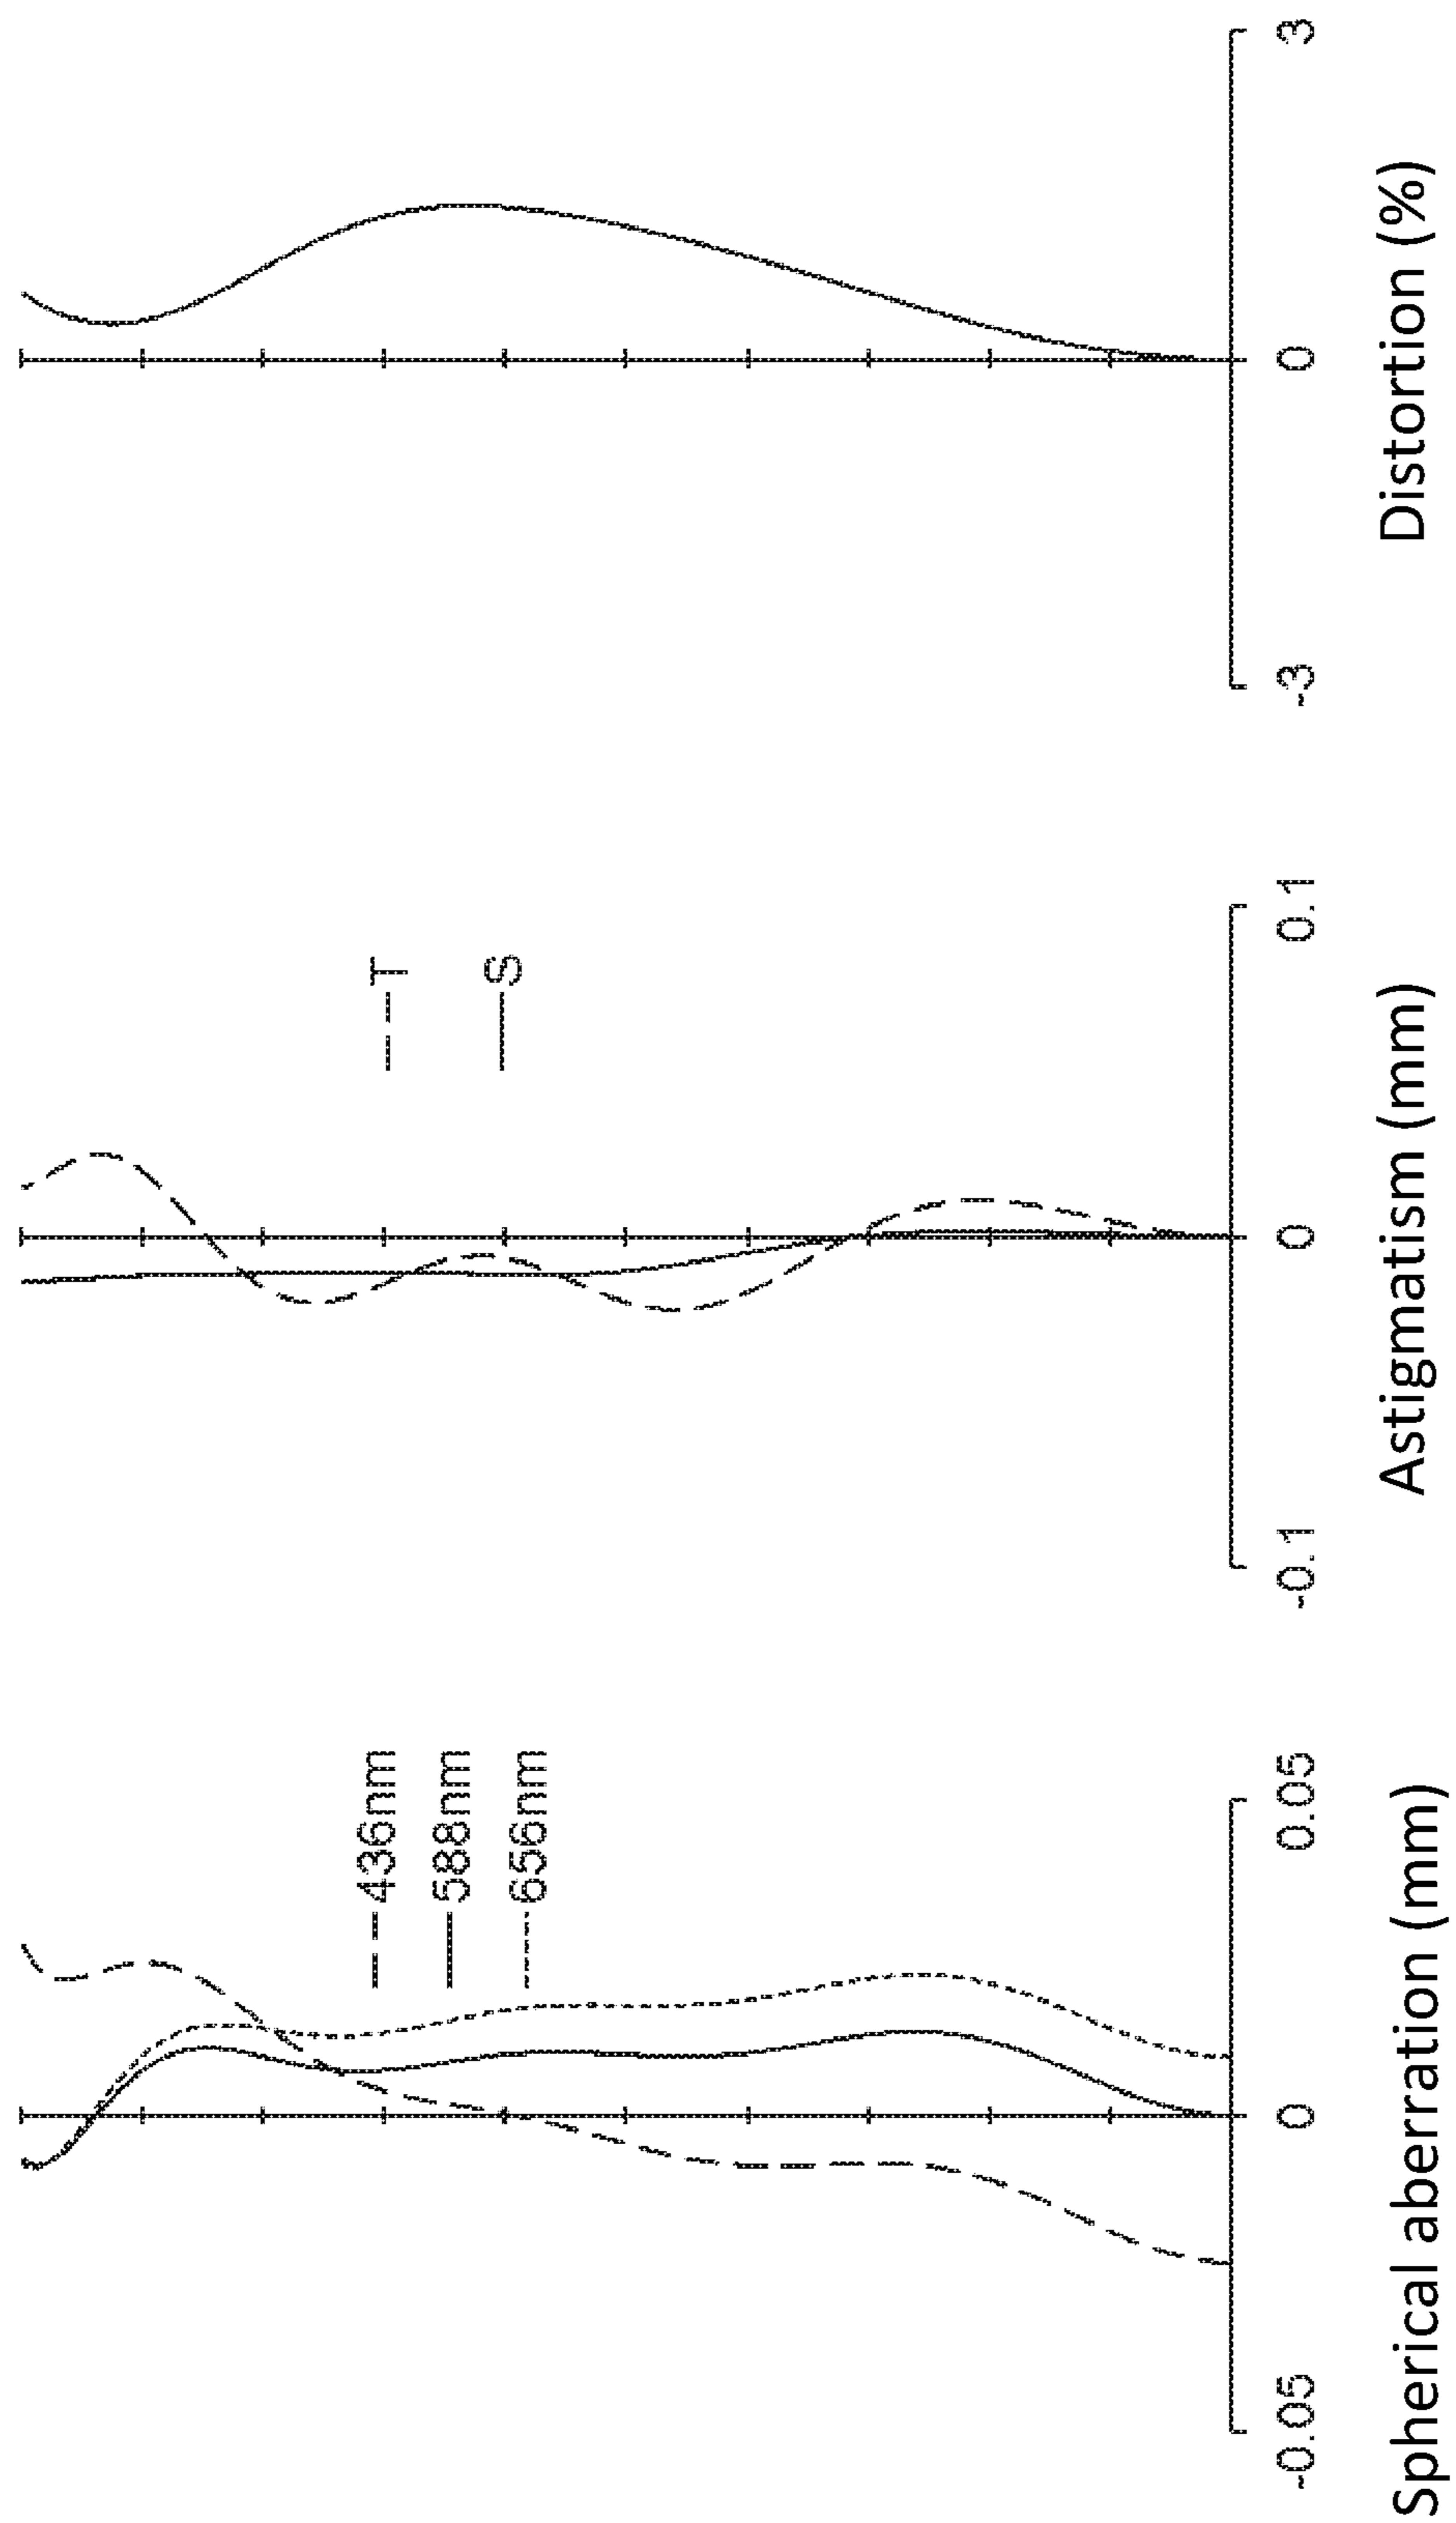 436nm
588nm
656nm
-0.05
0
0.05
Spherical aberration (mm)
T
S
-0.1
0
0.1
Astigmatism (mm)
-3
0
3
Distortion (%)